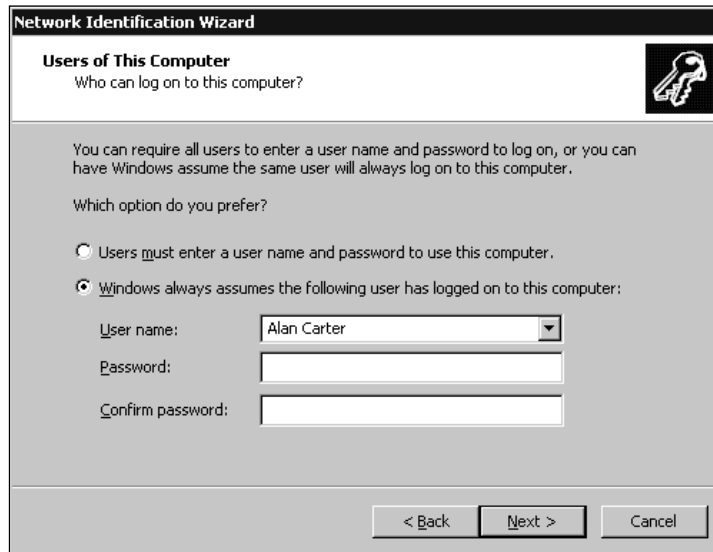 Network Identification Wizard
Users of This Computer
Who can log on to this computer?
You can require all users to enter a user name and password to log on, or you can
have Windows assume the same user will always log on to this computer.
Which option do you prefer?
Users must enter a user name and password to use this computer.
Windows always assumes the following user has logged on to this computer:
User name: Alan Carter
Password:
Confirm password:
< Back Next > Cancel